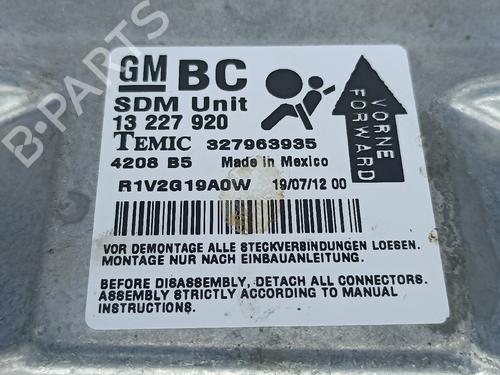 GM BC
SDM Unit
13 227 920
TEMIC 327963935
4208 B5 Made in Mexico
R1V2G19A0W 19/07/12 00
VORNE
FORWARD
VOR DEMONTAGE ALLE STECKVERBINDUNGEN LOESEN.
MONTAGE NUR NACH EINBAUANLEITUNG.
BEFORE DISASSEMBLY, DETACH ALL CONNECTORS.
ASSEMBLY STRICTLY ACCORDING TO MANUAL
INSTRUCTIONS.